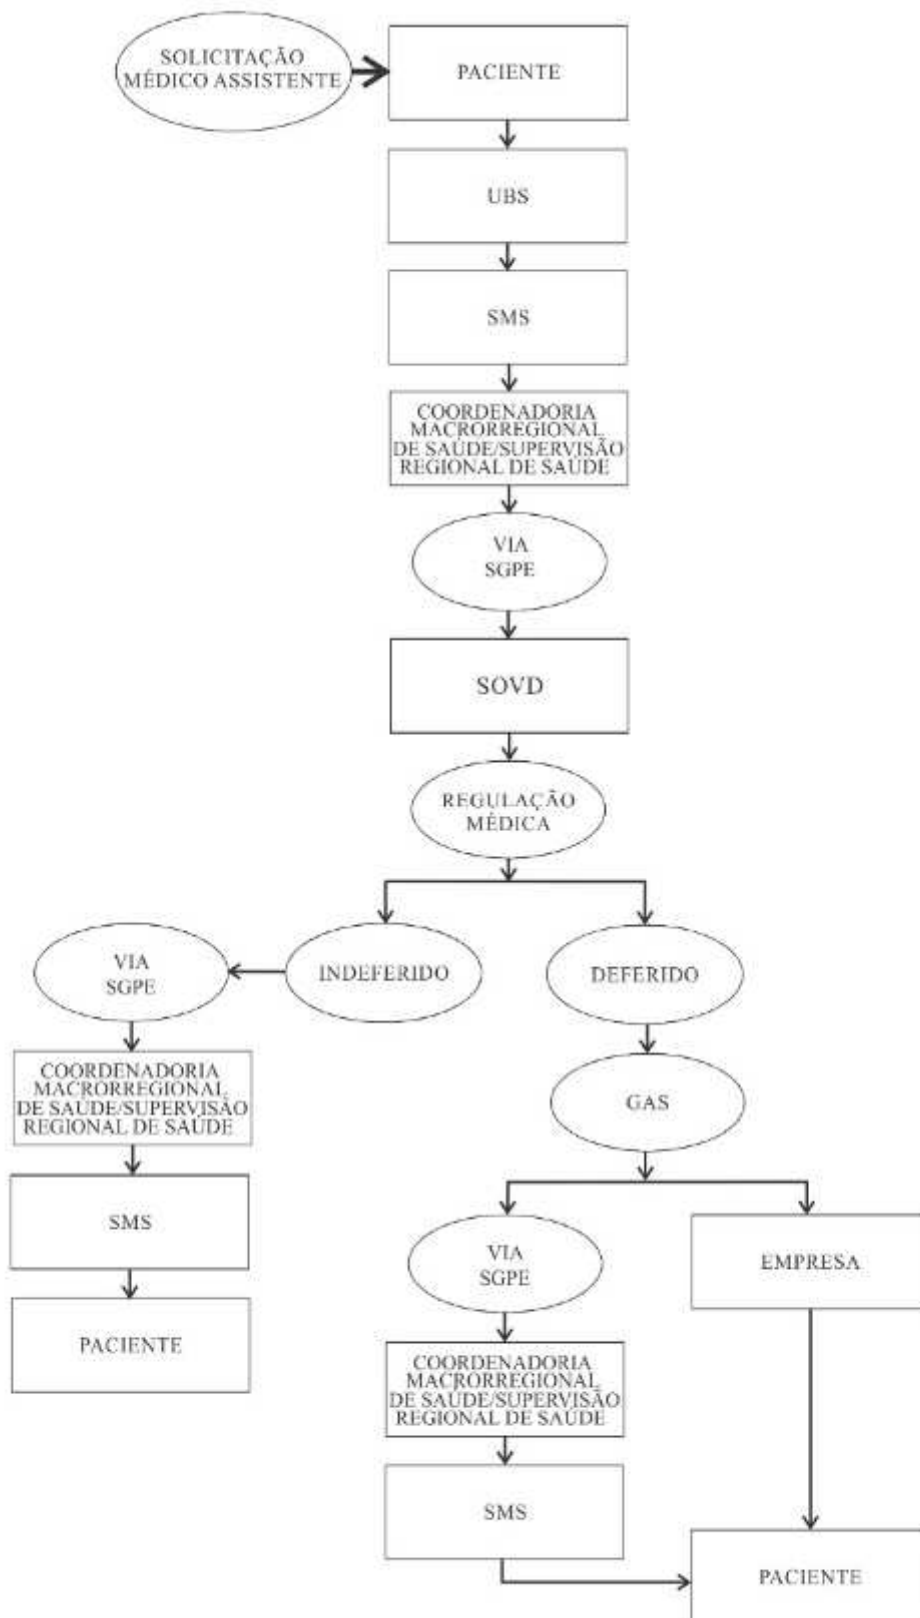 SOLICITAÇÃO
MÉDICO ASSISTENTE
PACIENTE
UBS
SMS
COORDENADORIA
MACRORREGIONAL
DE SAÚDE/SUPERVISÃO
REGIONAL DE SAÚDE
VIA
SGPE
SOVD
REGULAÇÃO
MÉDICA
INDEFERIDO
VIA
SGPE
COORDENADORIA
MACRORREGIONAL
DE SAÚDE/SUPERVISÃO
REGIONAL DE SAÚDE
SMS
PACIENTE
DEFERIDO
GAS
VIA
SGPE
COORDENADORIA
MACRORREGIONAL
DE SAÚDE/SUPERVISÃO
REGIONAL DE SAÚDE
SMS
EMPRESA
PACIENTE